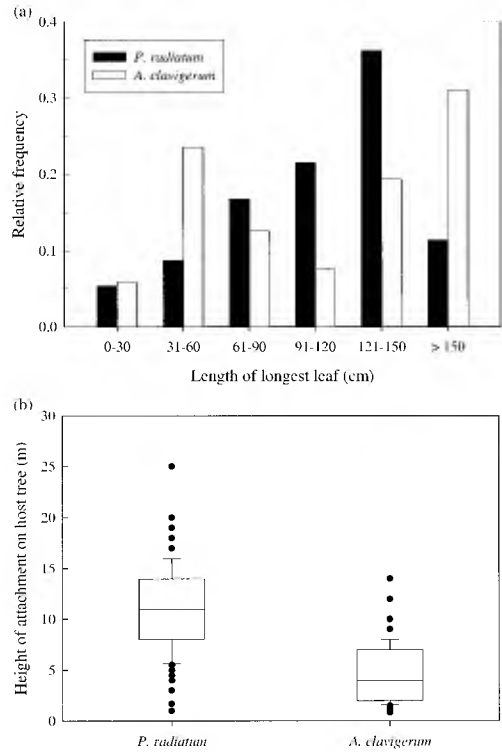 (a)
0.4
0.3
0.2
0.1
0.0
Relative frequency
P. radiatum
A. clavigerum
0-30 31-60 61-90 91-120 121-150 > 150
Length of longest leaf (cm)
(b)
30
25
20
15
10
5
0
Height of attachment on host tree (m)
P. radiatum A. clavigerum